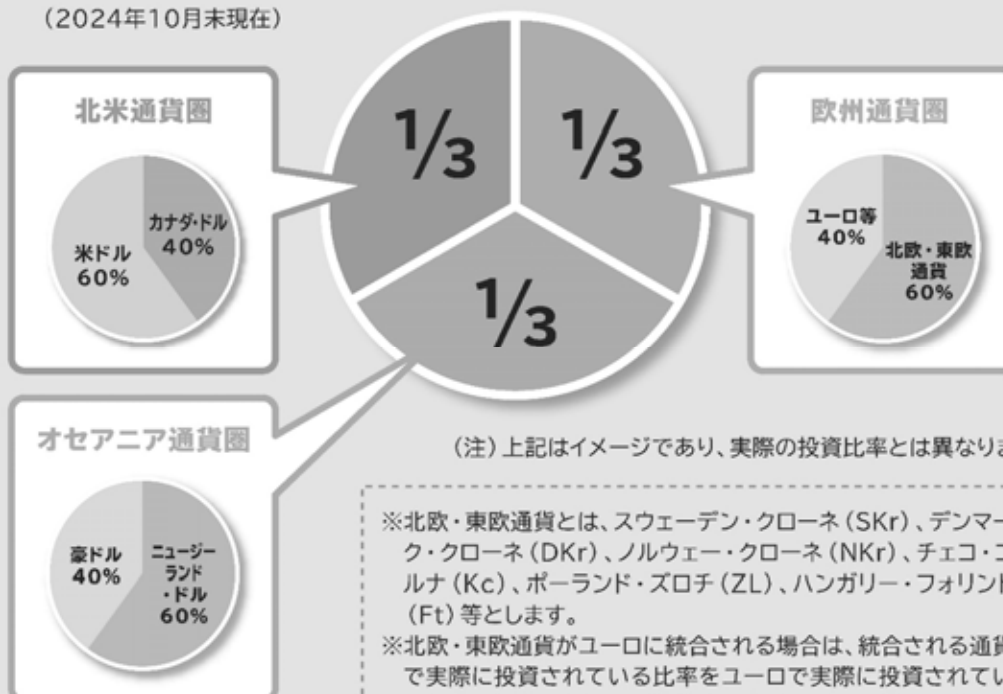 （2024年10月末現在）
北米通貨圏
カナダ・ドル
40%
米ドル
60%
1/3
1/3
1/3
欧州通貨圏
ユーロ等
40%
北欧・東欧
通貨
60%
オセアニア通貨圏
豪ドル
40%
ニュージー
ランド
・ドル
60%
（注）上記はイメージであり、実際の投資比率とは異なりま
※北欧・東欧通貨とは、スウェーデン・クローネ（SKr）、デンマー
ク・クローネ（DKr）、ノルウェー・クローネ（NKr）、チェコ・コ
ルナ（Kc）、ポーランド・ズロチ（ZL）、ハンガリー・フォリント
（Ft）等とします。
※北欧・東欧通貨がユーロに統合される場合は、統合される通貨
で実際に投資されている比率をユーロで実際に投資されてい